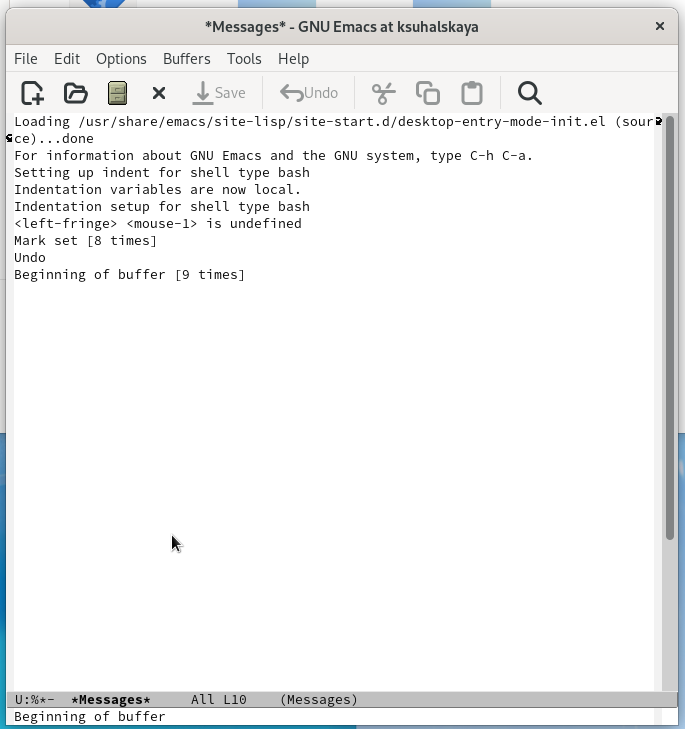 *Messages* - GNU Emacs at ksuhalskaya
File Edit Options Buffers Tools Help
Save Undo
Loading /usr/share/emacs/site-lisp/site-start.d/desktop-entry-mode-init.el (sour
ce)...done
For information about GNU Emacs and the GNU system, type C-h C-a.
Setting up indent for shell type bash
Indentation variables are now local.
Indentation setup for shell type bash
<left-fringe> <mouse-1> is undefined
Mark set [8 times]
Undo
Beginning of buffer [9 times]
U:%*- *Messages* All L10 (Messages)
Beginning of buffer